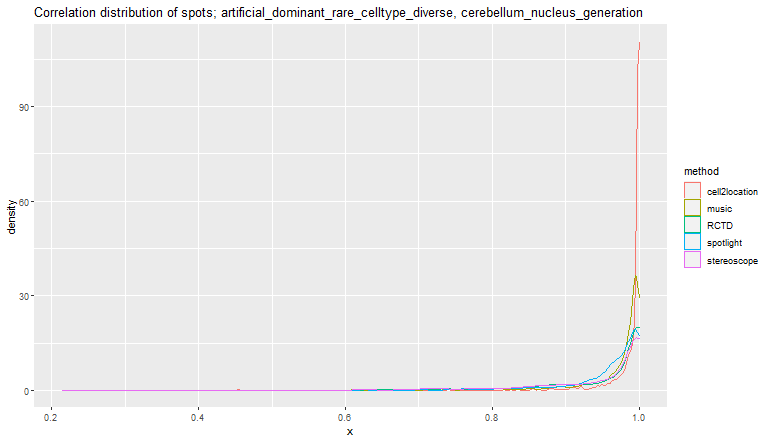 Correlation distribution of spots; artificial_dominant_rare_celltype_diverse, cerebellum_nucleus_generation
90
60
30
0
density
0.2
0.4
0.6
0.8
1.0
x
method
cell2location
music
RCTD
spotlight
stereoscope